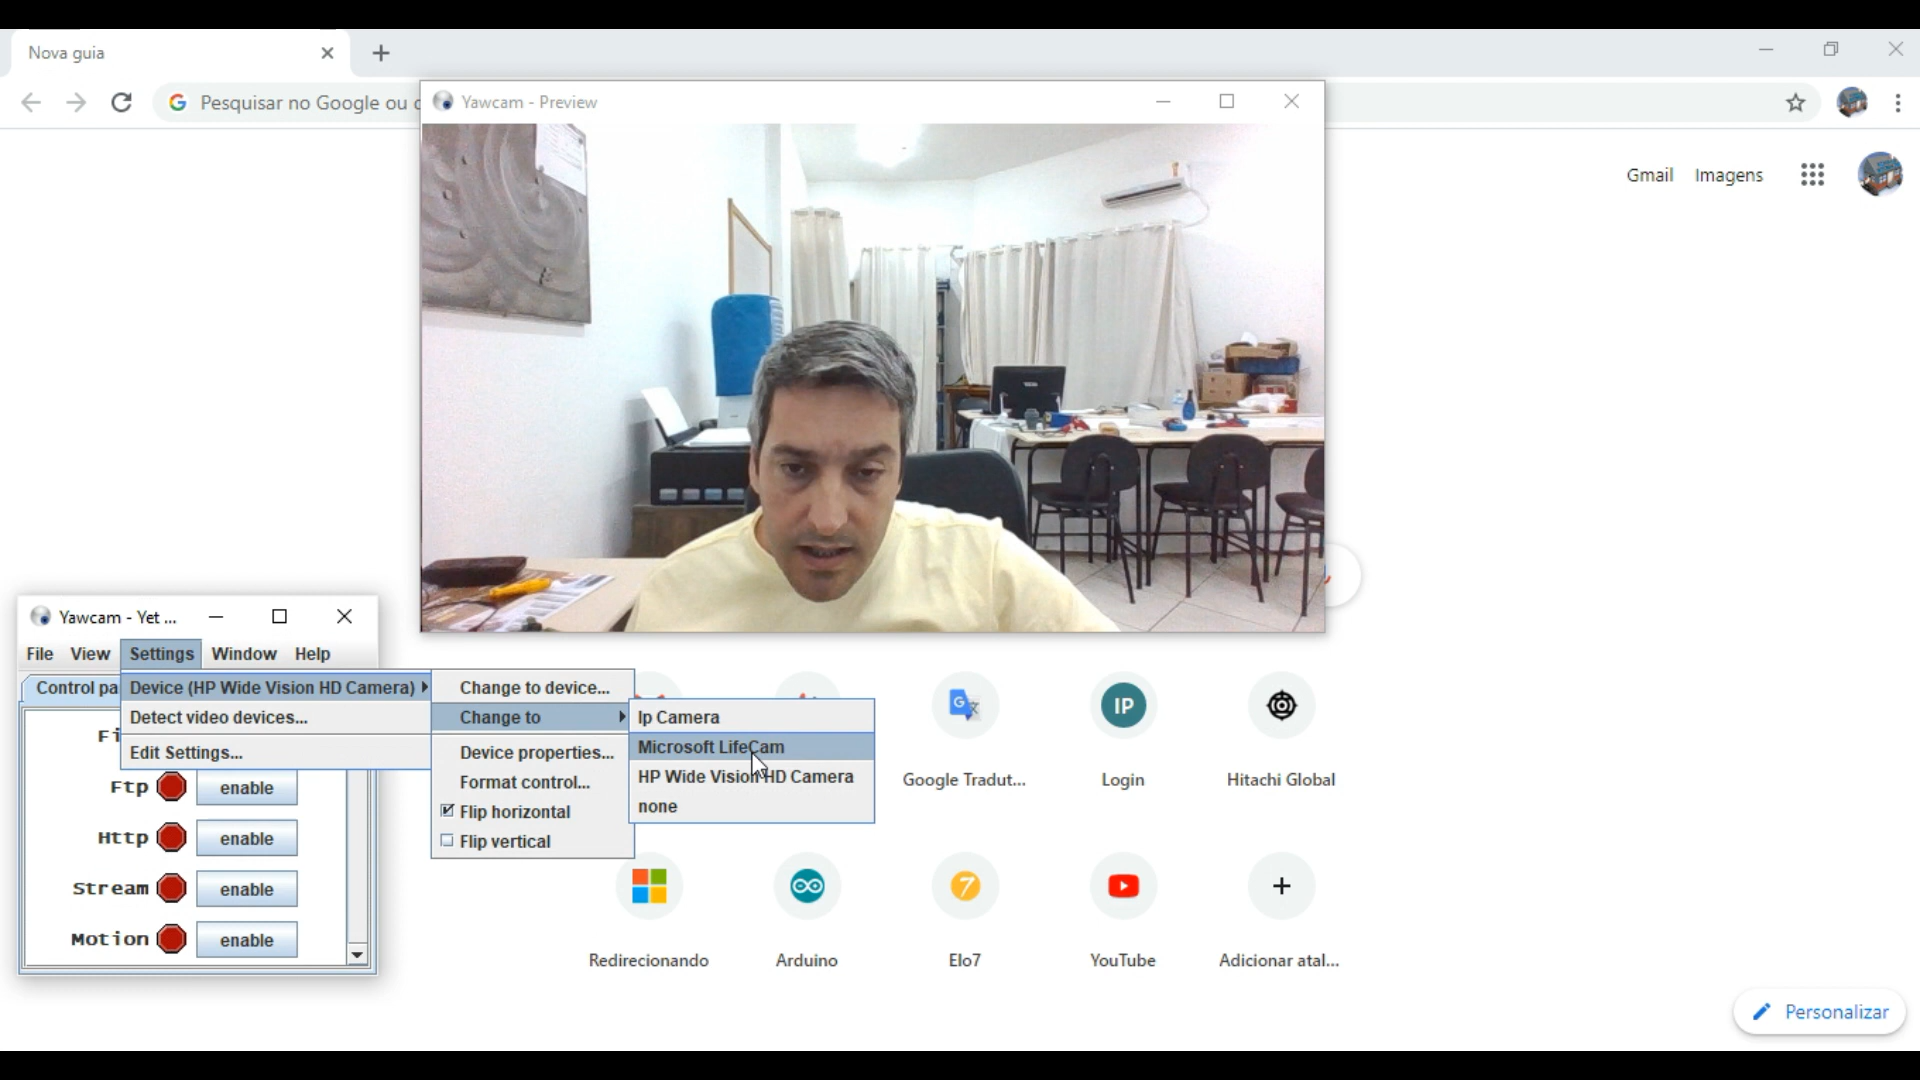 Nova guia
Pesquisar no Google ou
Yawcam - Preview
Gmail Imagens
Yawcam - Yet ...
File View Settings Window Help
Control pa
Device (HP Wide Vision HD Camera)
Detect video devices...
Edit Settings...
Change to device...
Change to
Device properties...
Format control...
Flip horizontal
Flip vertical
Ip Camera
Microsoft LifeCam
HP Wide Vision HD Camera
none
Fi
Ftp enable
Http enable
Stream enable
Motion enable
IP
Google Tradut...
Login
Hitachi Global
Redirecionando
Arduino
Elo7
YouTube
Adicionar atal...
Personalizar